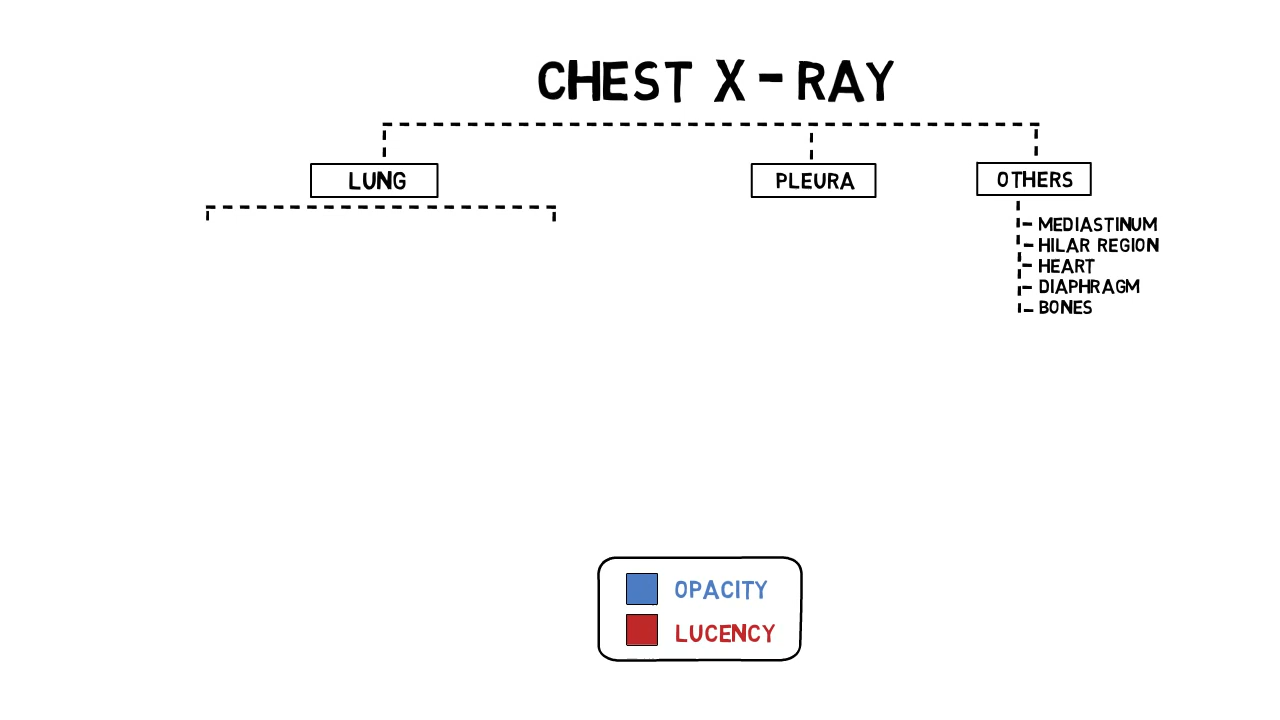 CHEST X-RAY
LUNG
PLEURA
OTHERS
MEDIASTINUM
HILAR REGION
HEART
DIAPHRAGM
BONES
OPACITY
LUCENCY